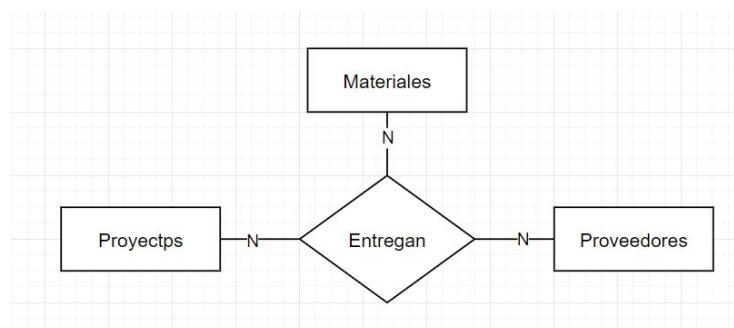 Materiales
N
Proyectps
N
Entregan
N
Proveedores